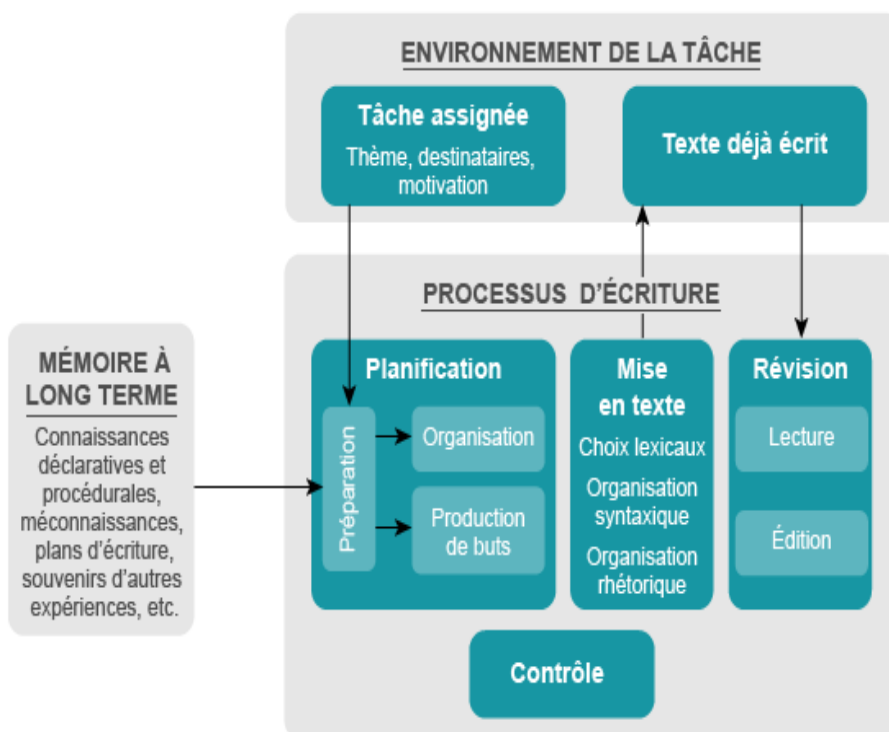 ENVIRONNEMENT DE LA TÂCHE
Tâche assignée
Thème, destinataires,
motivation
Texte déjà écrit
PROCESSUS D’ÉCRITURE
MÉMOIRE À
LONG TERME
Connaissances
déclaratives et
procédurales,
méconnaissances,
plans d’écriture,
souvenirs d’autres
expériences, etc.
Planification
Préparation
Organisation
Production
de buts
Mise
en texte
Choix lexicaux
Organisation
syntaxique
Organisation
rhétorique
Révision
Lecture
Édition
Contrôle